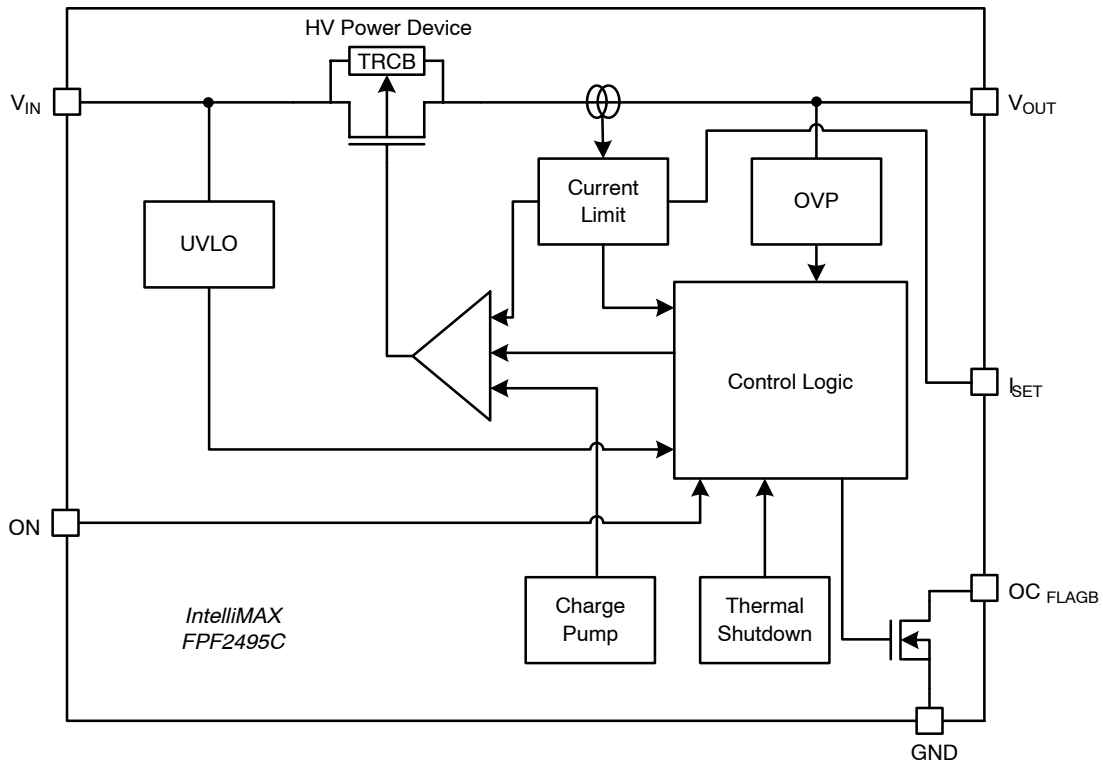 HV Power Device
TRCB
VIN
VOUT
Current
Limit
OVP
UVLO
Control Logic
ISET
ON
IntelliMAX
FPF2495C
Charge
Pump
Thermal
Shutdown
OC FLAGB
GND